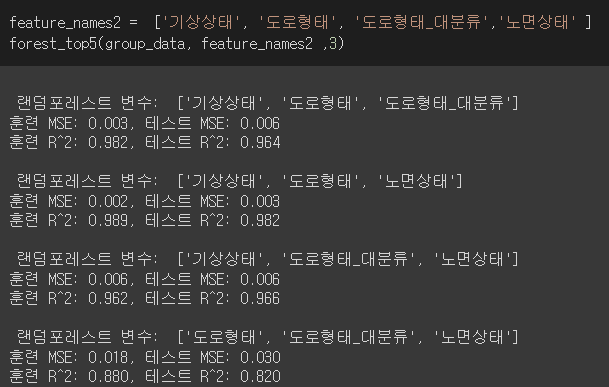 feature_names2 =  ['기상상태', '도로형태', '도로형태_대분류','노면상태' ]
forest_top5(group_data, feature_names2 ,3)
랜덤포레스트 변수:  ['기상상태', '도로형태', '도로형태_대분류']
훈련 MSE: 0.003, 테스트 MSE: 0.006
훈련 R^2: 0.982, 테스트 R^2: 0.964
랜덤포레스트 변수:  ['기상상태', '도로형태', '노면상태']
훈련 MSE: 0.002, 테스트 MSE: 0.003
훈련 R^2: 0.989, 테스트 R^2: 0.982
랜덤포레스트 변수:  ['기상상태', '도로형태_대분류', '노면상태']
훈련 MSE: 0.006, 테스트 MSE: 0.006
훈련 R^2: 0.962, 테스트 R^2: 0.966
랜덤포레스트 변수:  ['도로형태', '도로형태_대분류', '노면상태']
훈련 MSE: 0.018, 테스트 MSE: 0.030
훈련 R^2: 0.880, 테스트 R^2: 0.820